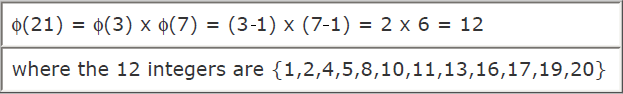 ϕ(21) = ϕ(3) x ϕ(7) = (3-1) x (7-1) = 2 x 6 = 12
where the 12 integers are {1,2,4,5,8,10,11,13,16,17,19,20}